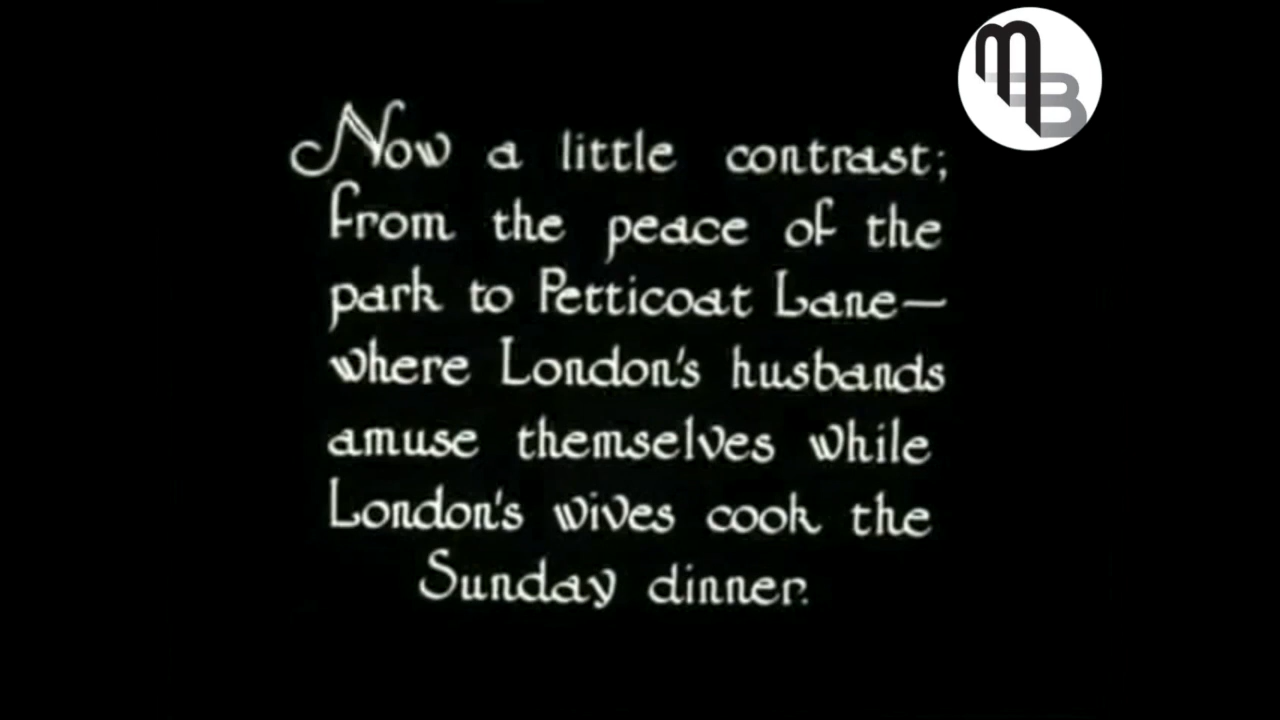 MB
Now a little contrast;
from the peace of the
park to Petticoat Lane—
where London's husbands
amuse themselves while
London's wives cook the
Sunday dinner.